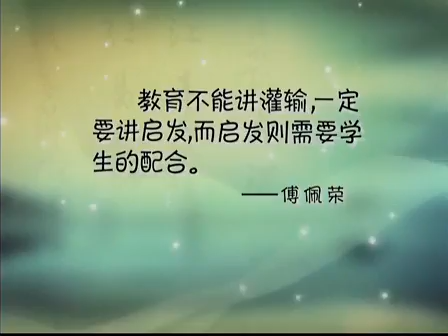 教育不能讲灌输,一定
要讲启发,而启发则需要学
生的配合。
——傅佩荣